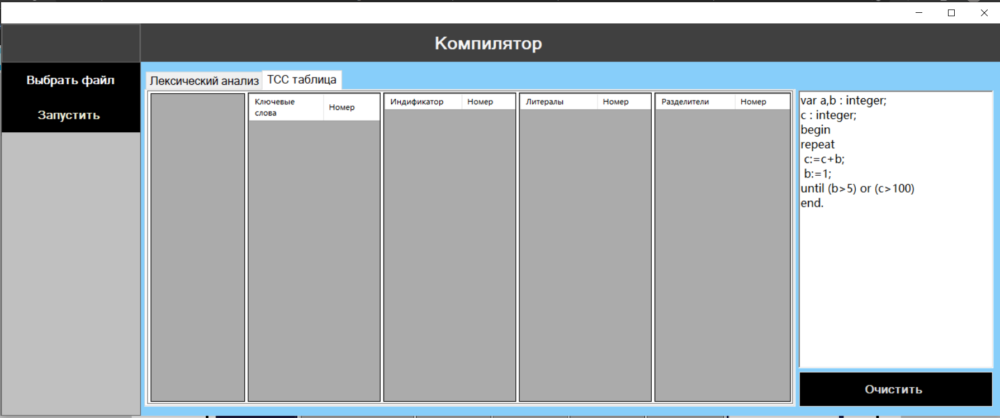 Компилятор
Выбрать файл
Запустить
Лексический анализ
ТСС таблица
Ключевые
слова
Номер
Индификатор
Номер
Литералы
Номер
Разделители
Номер
var a,b : integer;
c : integer;
begin
repeat
c:=c+b;
b:=1;
until (b>5) or (c>100)
end.
Очистить